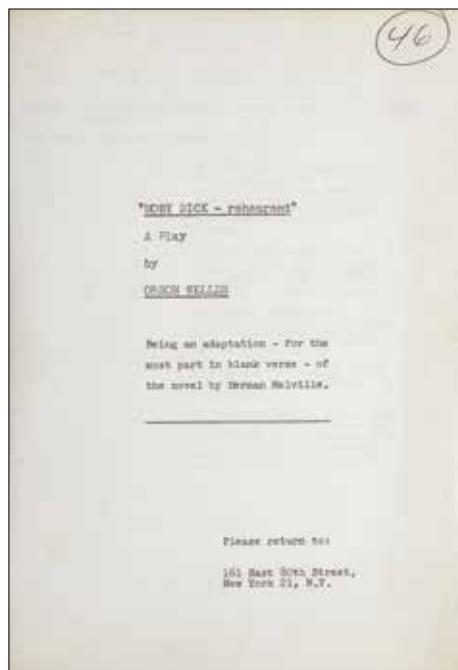 46
"MOBY DICK - rehearsed"
A Play
by
ORSON WELLES
Being an adaptation - for the
most part in blank verse - of
the novel by Herman Melville.
Please return to:
161 East 80th Street,
New York 21, N.Y.